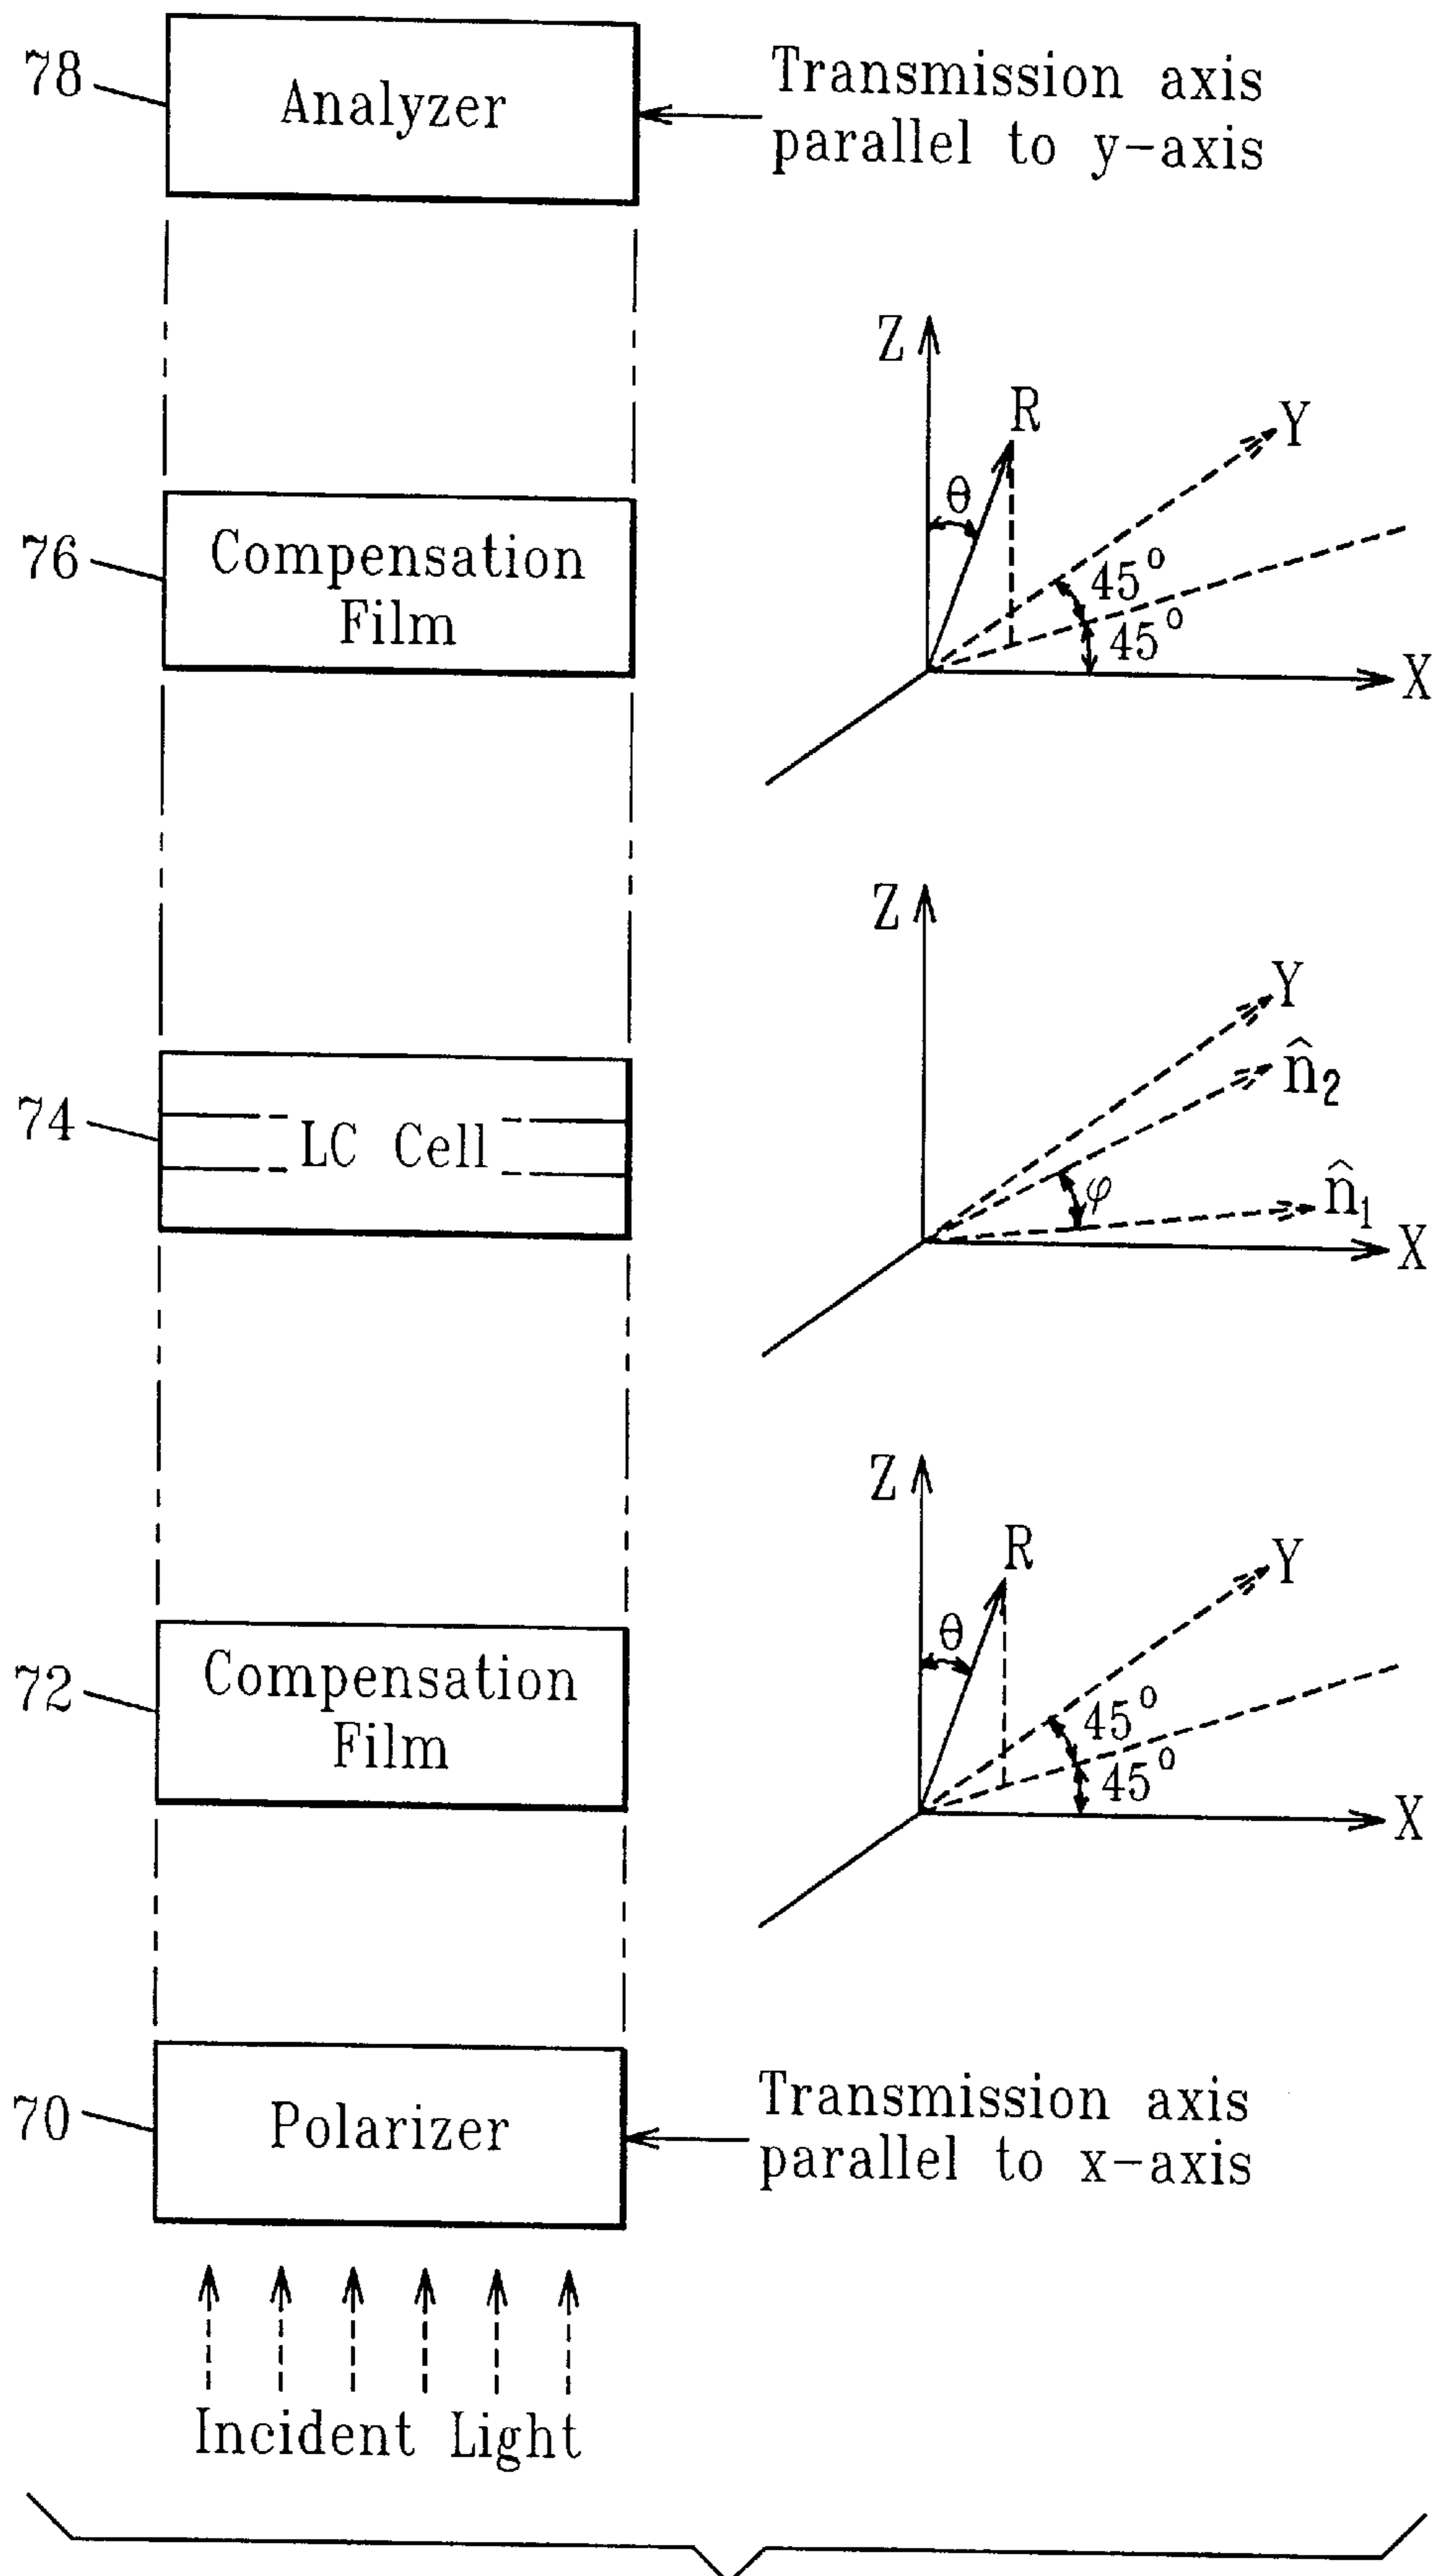 78
Analyzer
Transmission axis
parallel to y-axis
Z
R
Y
θ
45°
45°
X
76
Compensation
Film
Z
Y
n̂2
φ
n̂1
X
74
LC Cell
Z
R
Y
θ
45°
45°
X
72
Compensation
Film
70
Polarizer
Transmission axis
parallel to x-axis
Incident Light